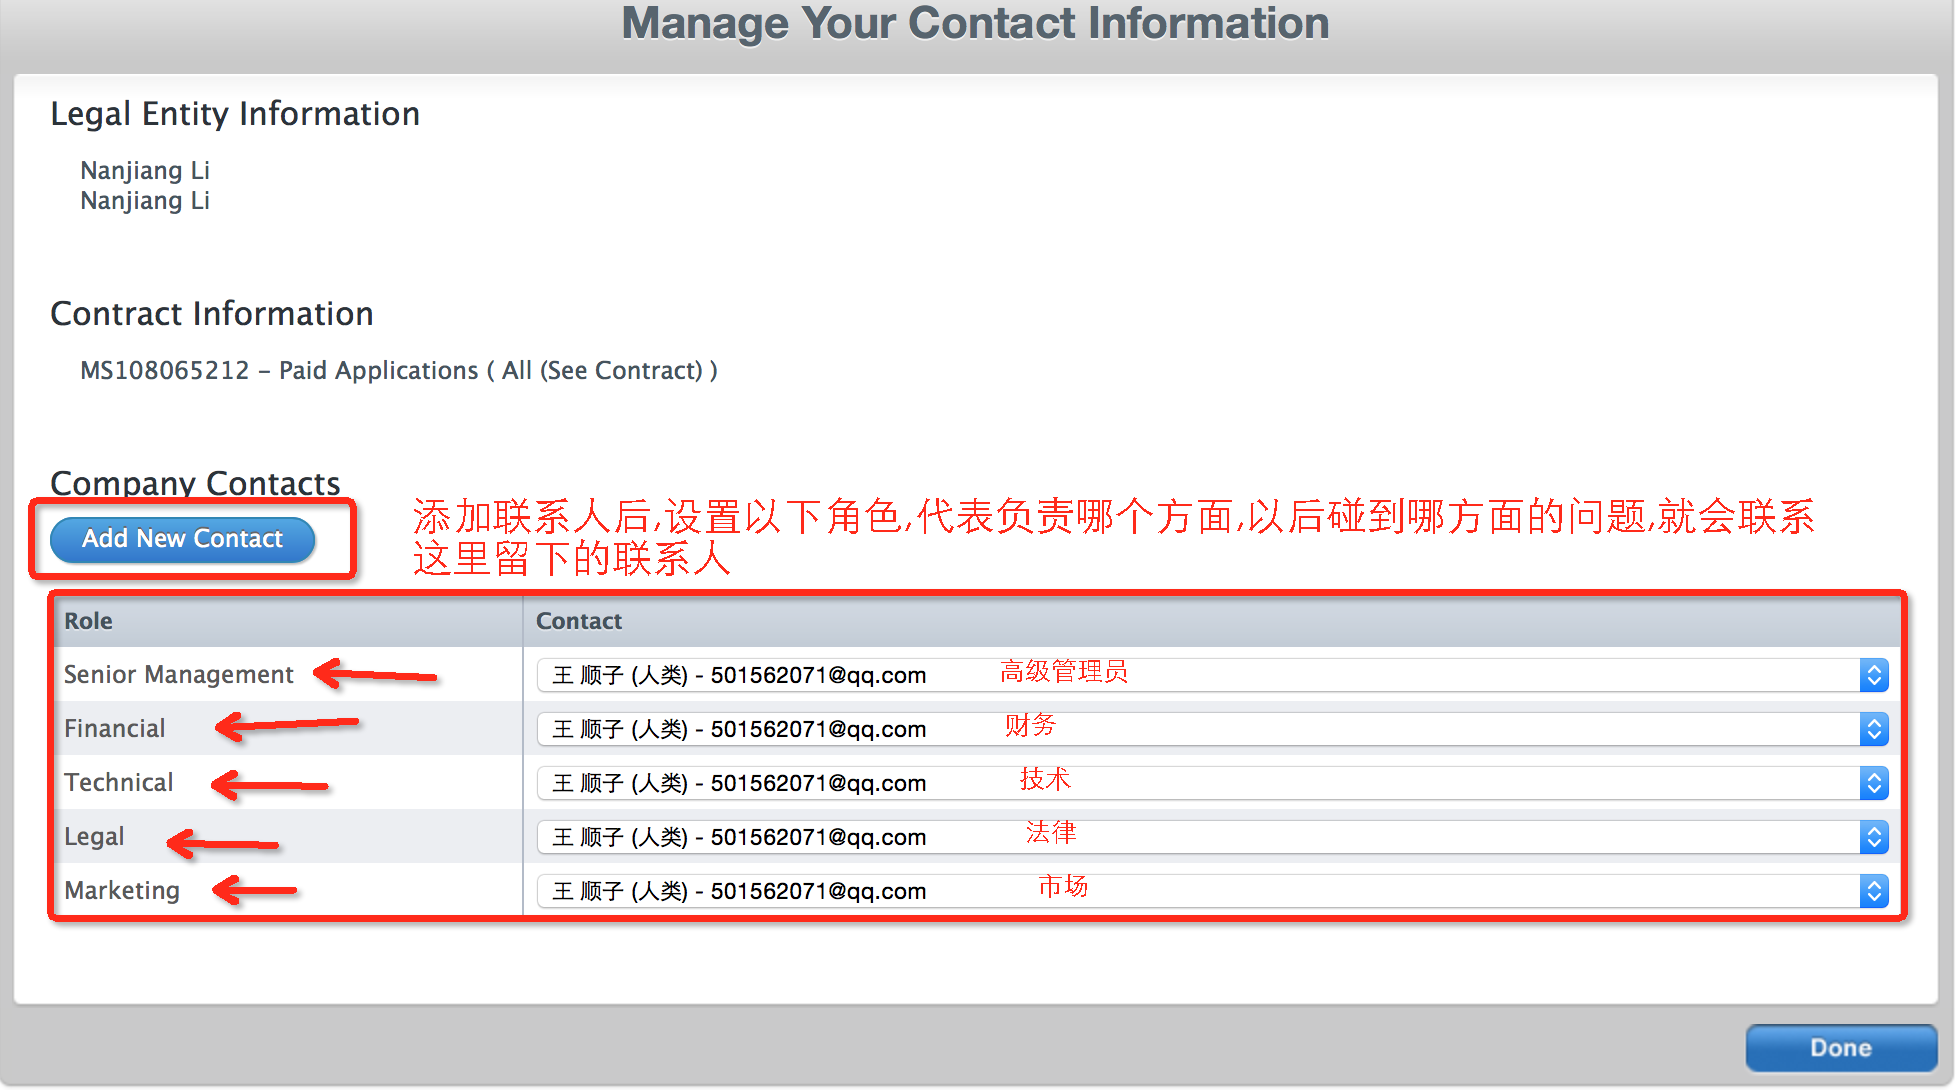 Manage Your Contact Information
Legal Entity Information
Nanjiang Li
Nanjiang Li
Contract Information
MS108065212 - Paid Applications ( All (See Contract) )
Company Contacts
Add New Contact
添加联系人后,设置以下角色,代表负责哪个方面,以后碰到哪方面的问题,就会联系
这里留下的联系人
Role Contact
Senior Management 王 顺子 (人类) - 501562071@qq.com 高级管理员
Financial 王 顺子 (人类) - 501562071@qq.com 财务
Technical 王 顺子 (人类) - 501562071@qq.com 技术
Legal 王 顺子 (人类) - 501562071@qq.com 法律
Marketing 王 顺子 (人类) - 501562071@qq.com 市场
Done